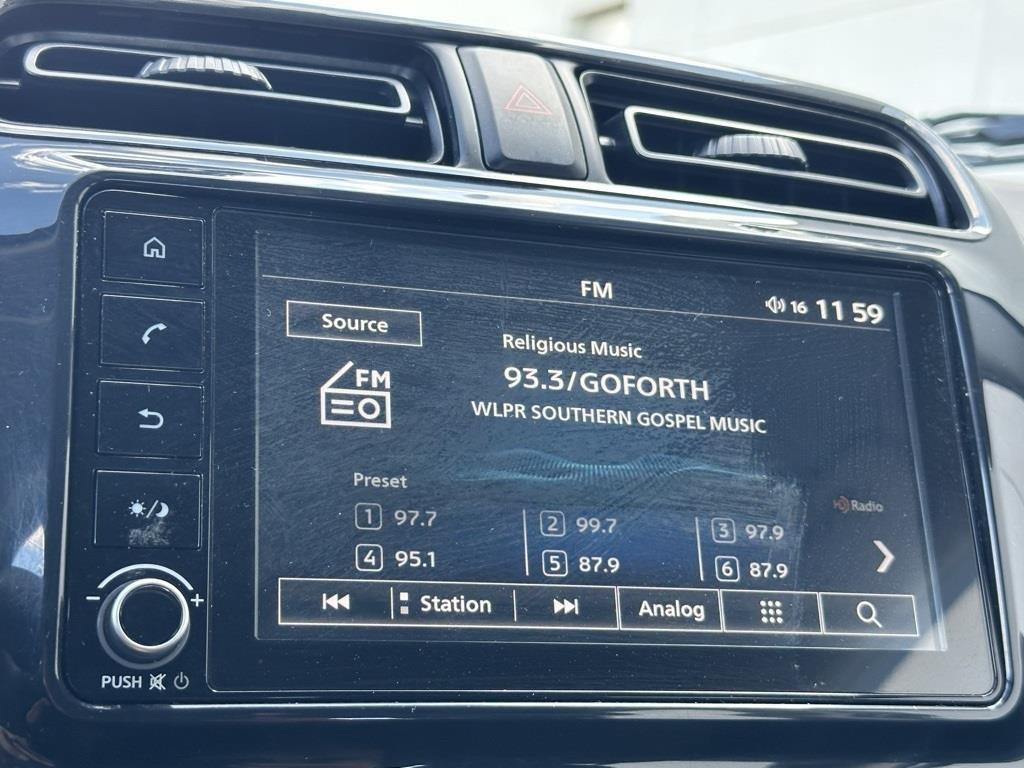 FM
16 11 59
Source
Religious Music
FM
93.3/GOFORTH
WLPR SOUTHERN GOSPEL MUSIC
Preset
1 97.7 2 99.7 3 97.9
HD Radio
4 95.1 5 87.9 6 87.9
Station Analog
- +
PUSH